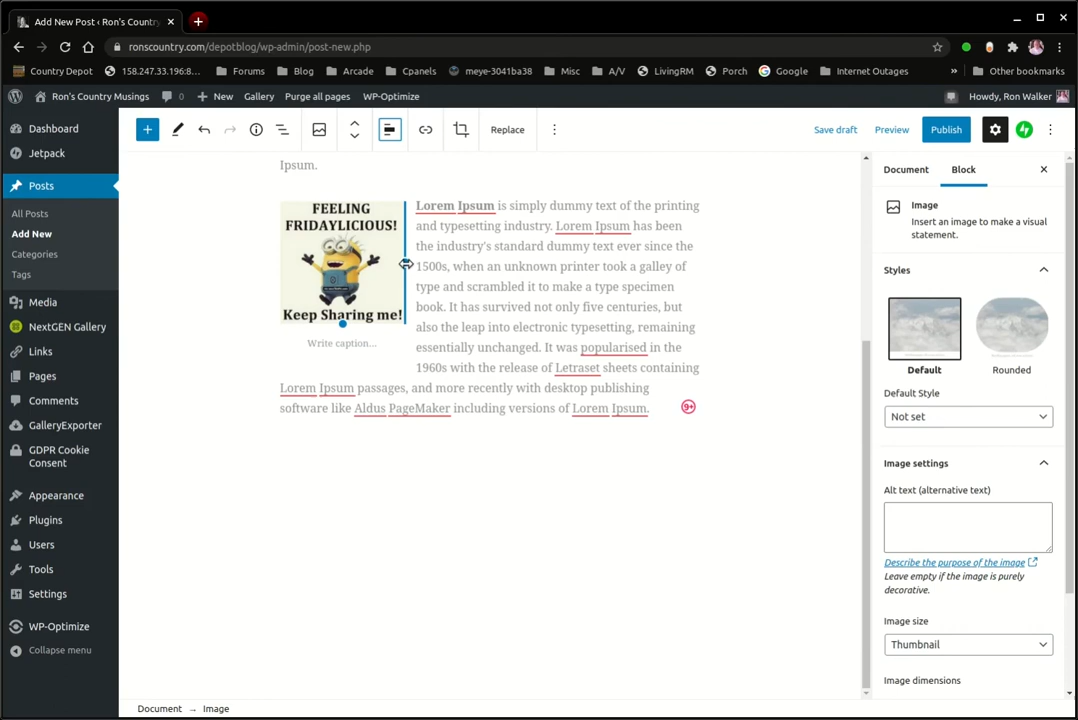 Add New Post ‹ Ron's Country
ronscountry.com/depotblog/wp-admin/post-new.php
Country Depot 158.247.33.196:8... Forums Blog Arcade Cpanels meye-3041ba38 Misc A/V LivingRM Porch Google Internet Outages » Other bookmarks
Ron's Country Musings 0 New Gallery Purge all pages WP-Optimize Howdy, Ron Walker
Dashboard
Jetpack
Posts
All Posts
Add New
Categories
Tags
Media
NextGEN Gallery
Links
Pages
Comments
GalleryExporter
GDPR Cookie
Consent
Appearance
Plugins
Users
Tools
Settings
WP-Optimize
Collapse menu
Replace
Save draft Preview Publish
Ipsum.
FEELING
FRIDAYLICIOUS!
Keep Sharing me!
Write caption...
Lorem Ipsum is simply dummy text of the printing
and typesetting industry. Lorem Ipsum has been
the industry's standard dummy text ever since the
1500s, when an unknown printer took a galley of
type and scrambled it to make a type specimen
book. It has survived not only five centuries, but
also the leap into electronic typesetting, remaining
essentially unchanged. It was popularised in the
1960s with the release of Letraset sheets containing
Lorem Ipsum passages, and more recently with desktop publishing
software like Aldus PageMaker including versions of Lorem Ipsum.
9+
Document Block
Image
Insert an image to make a visual
statement.
Styles
Default Rounded
Default Style
Not set
Image settings
Alt text (alternative text)
Describe the purpose of the image
Leave empty if the image is purely
decorative.
Image size
Thumbnail
Image dimensions
Document → Image